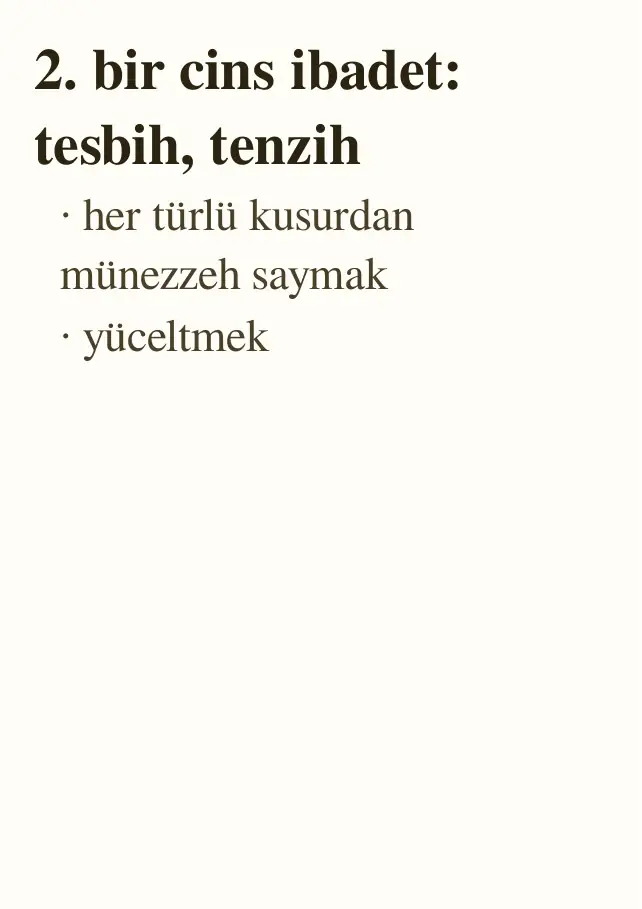 2. bir cins ibadet:
tesbih, tenzih
· her türlü kusurdan
münezzeh saymak
· yüceltmek